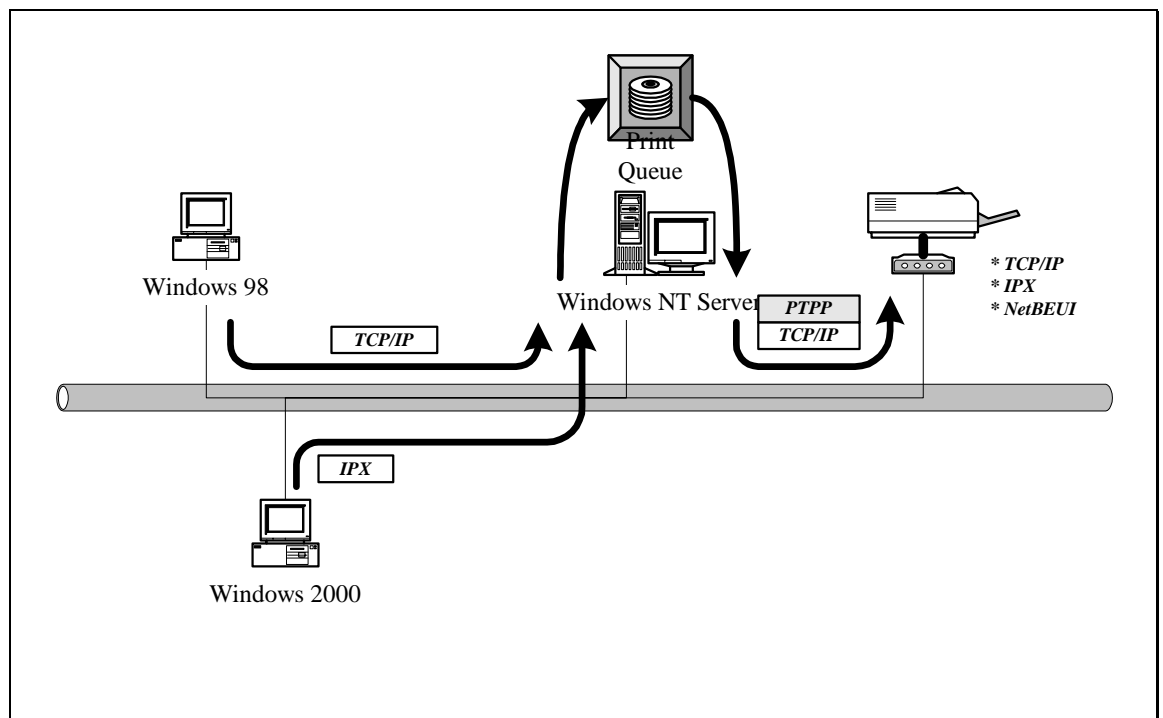 Print
Queue
Windows 98
Windows NT Server
* TCP/IP
* IPX
* NetBEUI
PTPP
TCP/IP
TCP/IP
IPX
Windows 2000